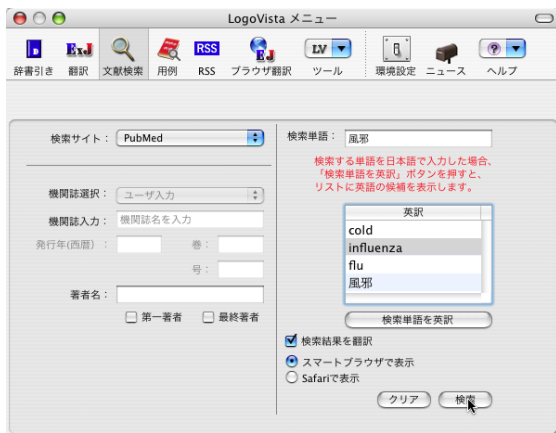 LogoVista メニュー
辞書引き 翻訳 文献検索 用例 RSS ブラウザ翻訳 ツール 環境設定 ニュース ヘルプ
検索サイト： PubMed
機関誌選択： ユーザ入力
機関誌入力： 機関誌名を入力
発行年(西暦)： 巻：
号：
著者名：
第一著者 最終著者
検索単語： 風邪
検索する単語を日本語で入力した場合、
「検索単語を英訳」ボタンを押すと、
リストに英語の候補を表示します。
英訳
cold
influenza
flu
風邪
検索単語を英訳
検索結果を翻訳
スマートブラウザで表示
Safariで表示
クリア 検索